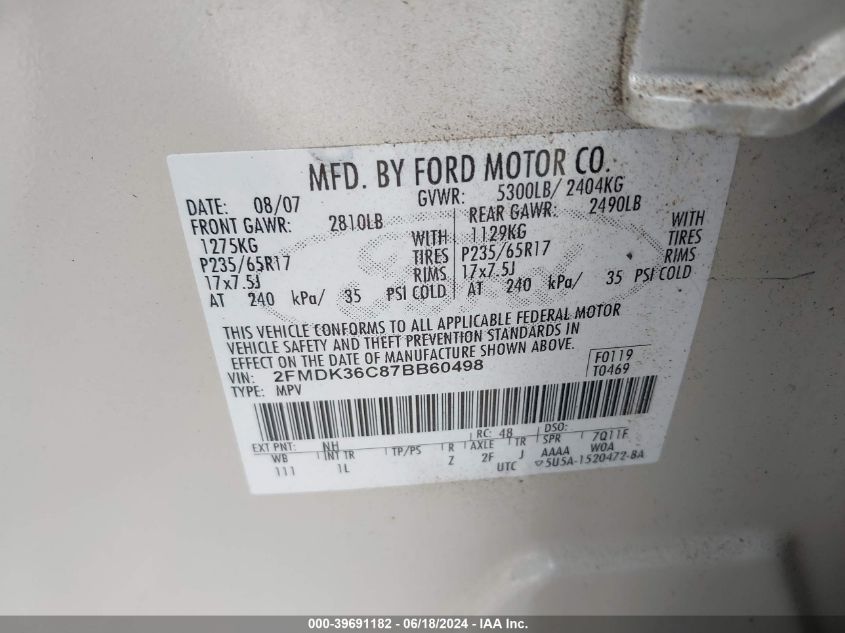 MFD. BY FORD MOTOR CO.
DATE: 08/07 GVWR: 5300LB/ 2404KG
FRONT GAWR: 2810LB REAR GAWR: 2490LB
1275KG WITH 1129KG WITH
P235/65R17 TIRES P235/65R17 TIRES
17x7.5J RIMS 17x7.5J RIMS
AT 240 kPa/ 35 PSI COLD AT 240 kPa/ 35 PSI COLD
THIS VEHICLE CONFORMS TO ALL APPLICABLE FEDERAL MOTOR
VEHICLE SAFETY AND THEFT PREVENTION STANDARDS IN
EFFECT ON THE DATE OF MANUFACTURE SHOWN ABOVE.
VIN: 2FMDK36C87BB60498 F0119
TYPE: MPV T0469
EXT PNT: NH RC: 48 DSO: 7Q11F
WB INT TR TP/PS R AXLE TR SPR W0A
111 1L Z 2F J AAAA
UTC ▽5U5A-1520472-BA
000-39691182 - 06/18/2024 - IAA Inc.